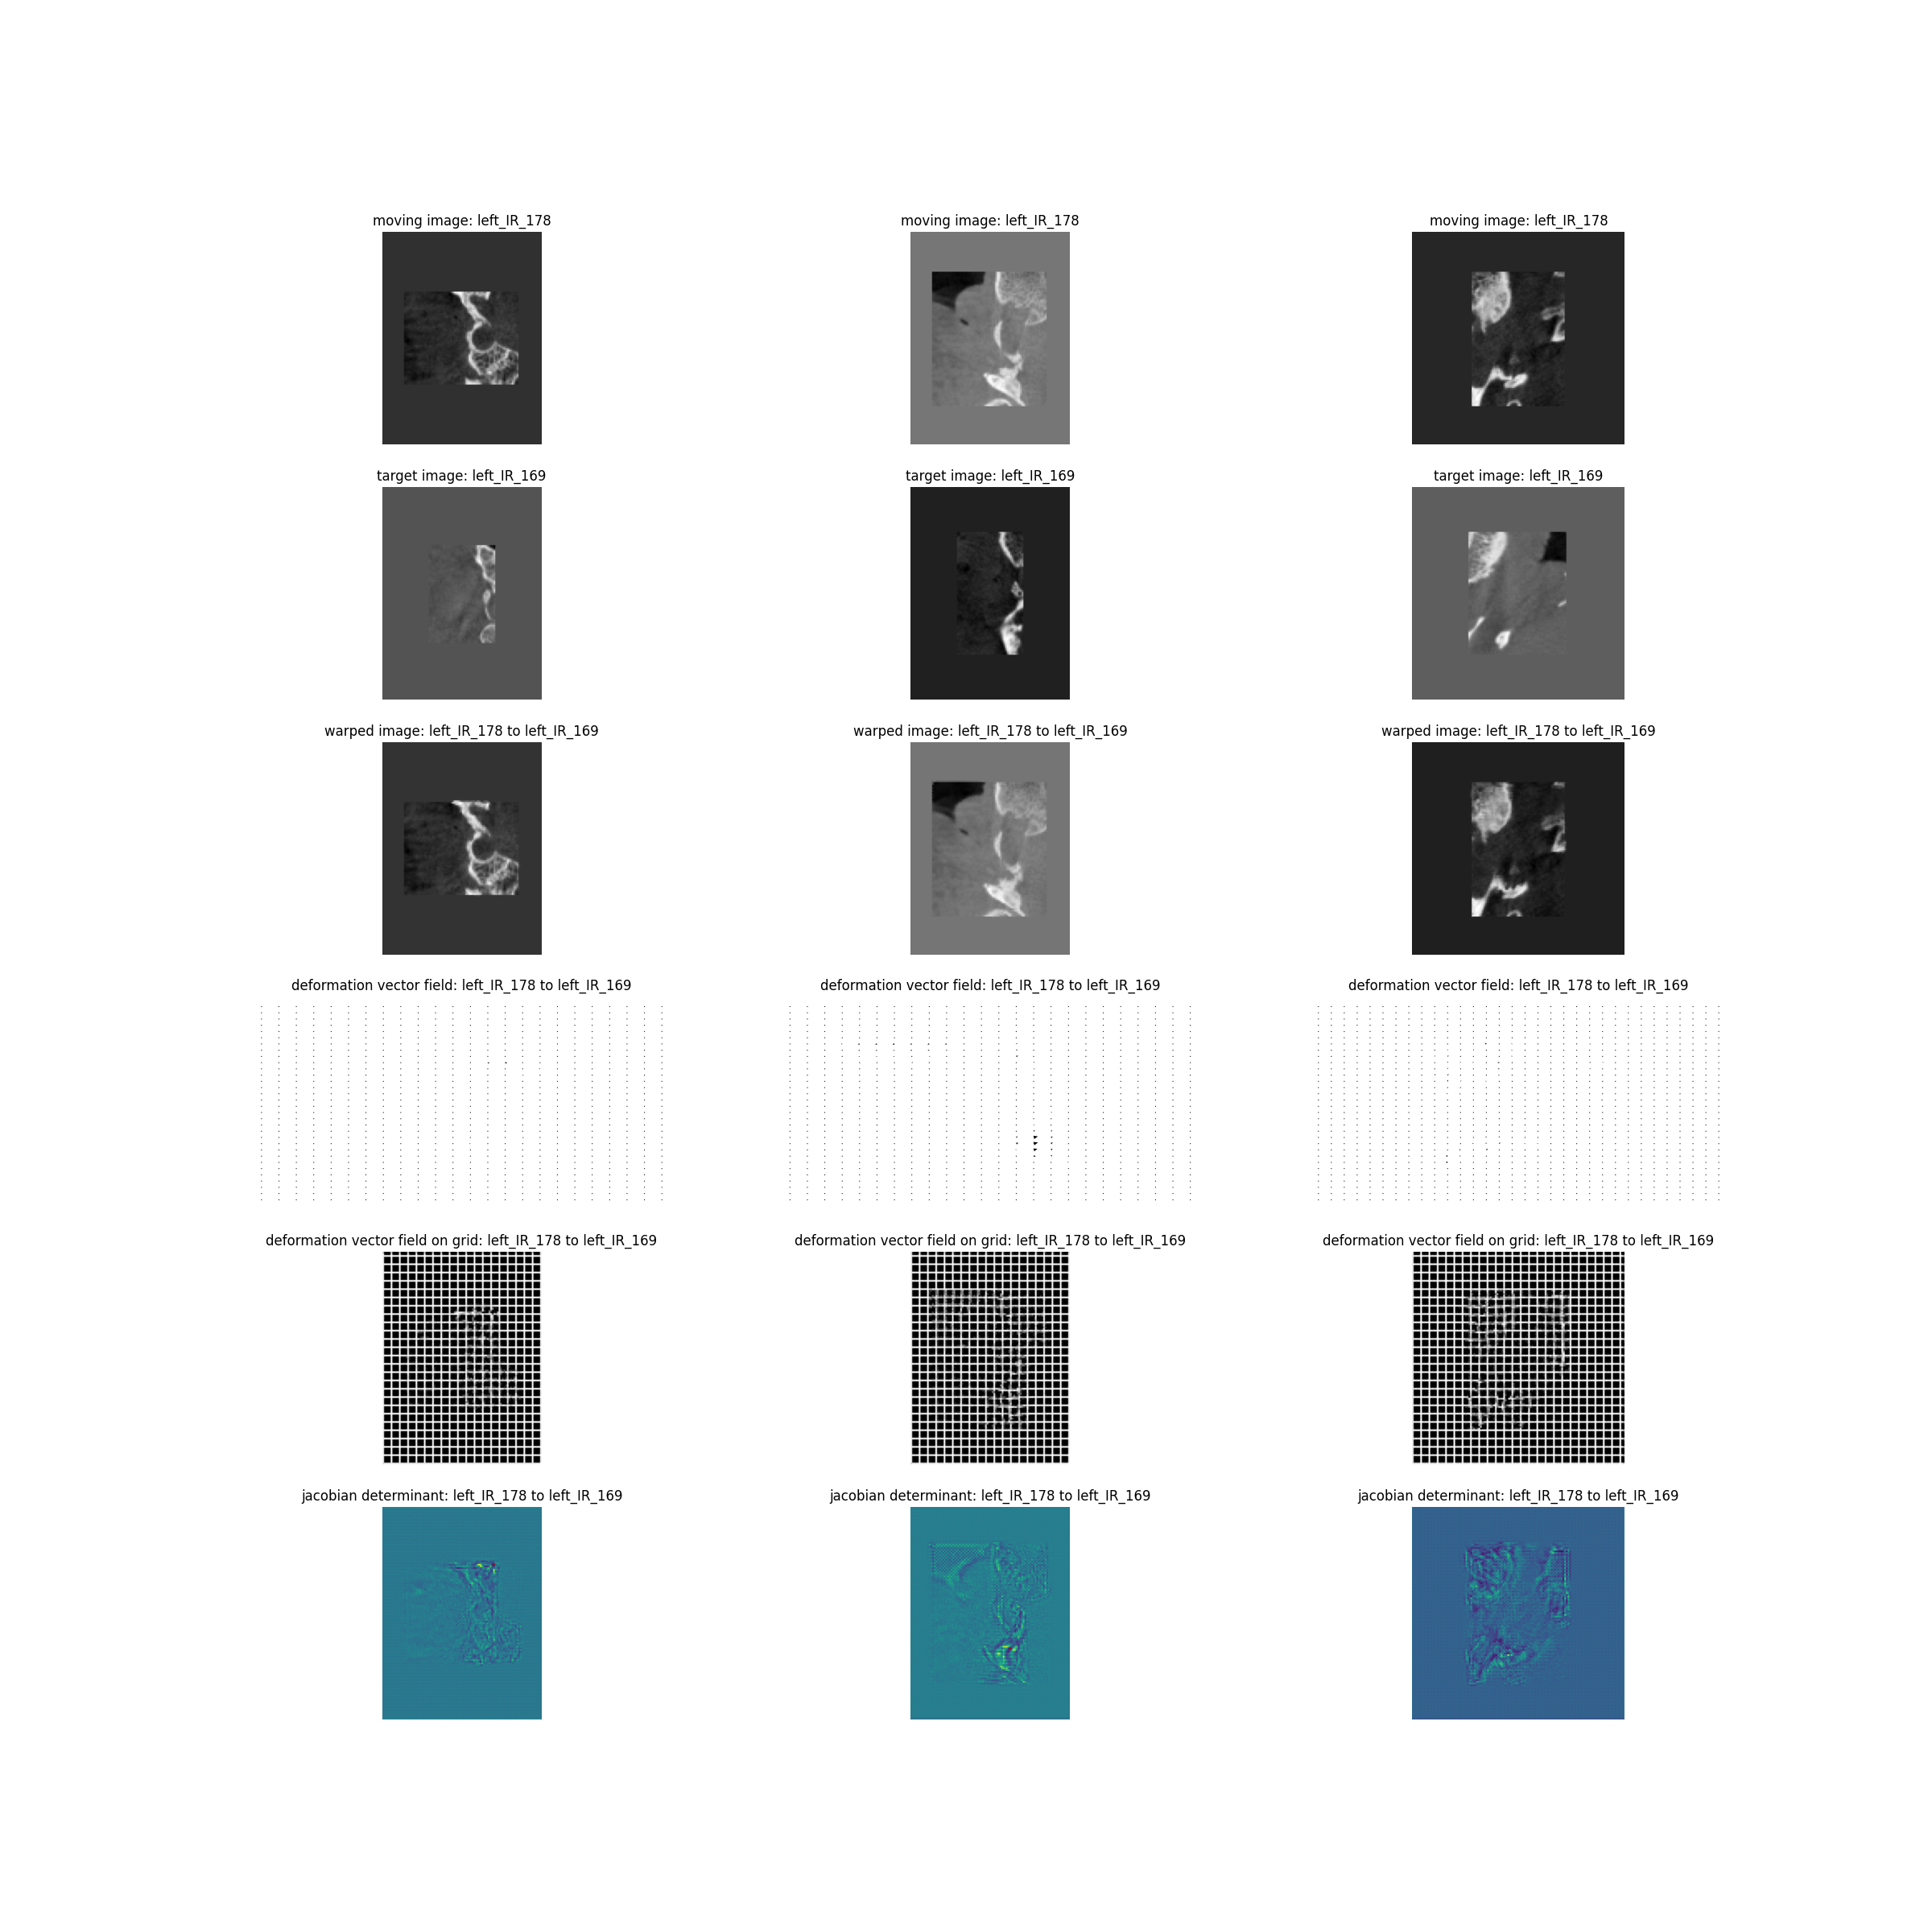 moving image: left_IR_178
moving image: left_IR_178
moving image: left_IR_178
target image: left_IR_169
target image: left_IR_169
target image: left_IR_169
warped image: left_IR_178 to left_IR_169
warped image: left_IR_178 to left_IR_169
warped image: left_IR_178 to left_IR_169
deformation vector field: left_IR_178 to left_IR_169
deformation vector field: left_IR_178 to left_IR_169
deformation vector field: left_IR_178 to left_IR_169
deformation vector field on grid: left_IR_178 to left_IR_169
deformation vector field on grid: left_IR_178 to left_IR_169
deformation vector field on grid: left_IR_178 to left_IR_169
jacobian determinant: left_IR_178 to left_IR_169
jacobian determinant: left_IR_178 to left_IR_169
jacobian determinant: left_IR_178 to left_IR_169